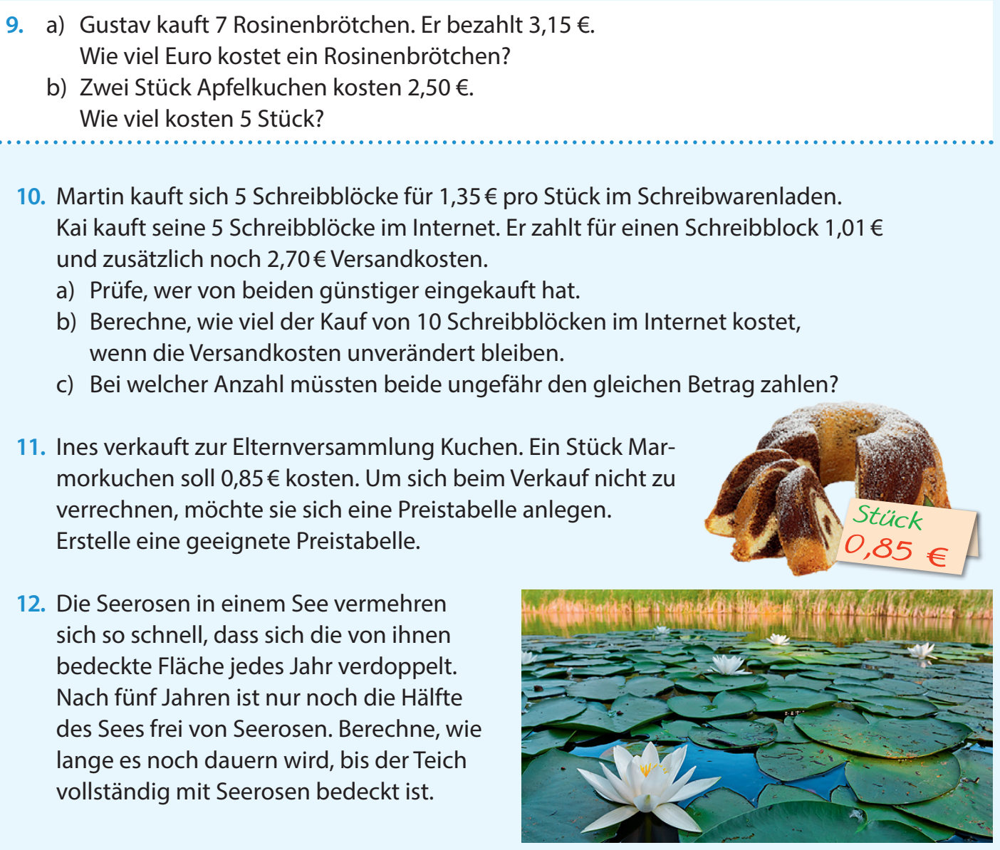 9. a) Gustav kauft 7 Rosinenbrötchen. Er bezahlt 3,15 €.
Wie viel Euro kostet ein Rosinenbrötchen?
b) Zwei Stück Apfelkuchen kosten 2,50 €.
Wie viel kosten 5 Stück?
10. Martin kauft sich 5 Schreibblöcke für 1,35 € pro Stück im Schreibwarenladen.
Kai kauft seine 5 Schreibblöcke im Internet. Er zahlt für einen Schreibblock 1,01 €
und zusätzlich noch 2,70 € Versandkosten.
a) Prüfe, wer von beiden günstiger eingekauft hat.
b) Berechne, wie viel der Kauf von 10 Schreibblöcken im Internet kostet,
wenn die Versandkosten unverändert bleiben.
c) Bei welcher Anzahl müssten beide ungefähr den gleichen Betrag zahlen?
11. Ines verkauft zur Elternversammlung Kuchen. Ein Stück Mar-
morkuchen soll 0,85 € kosten. Um sich beim Verkauf nicht zu
verrechnen, möchte sie sich eine Preistabelle anlegen.
Erstelle eine geeignete Preistabelle.
Stück
0,85 €
12. Die Seerosen in einem See vermehren
sich so schnell, dass sich die von ihnen
bedeckte Fläche jedes Jahr verdoppelt.
Nach fünf Jahren ist nur noch die Hälfte
des Sees frei von Seerosen. Berechne, wie
lange es noch dauern wird, bis der Teich
vollständig mit Seerosen bedeckt ist.